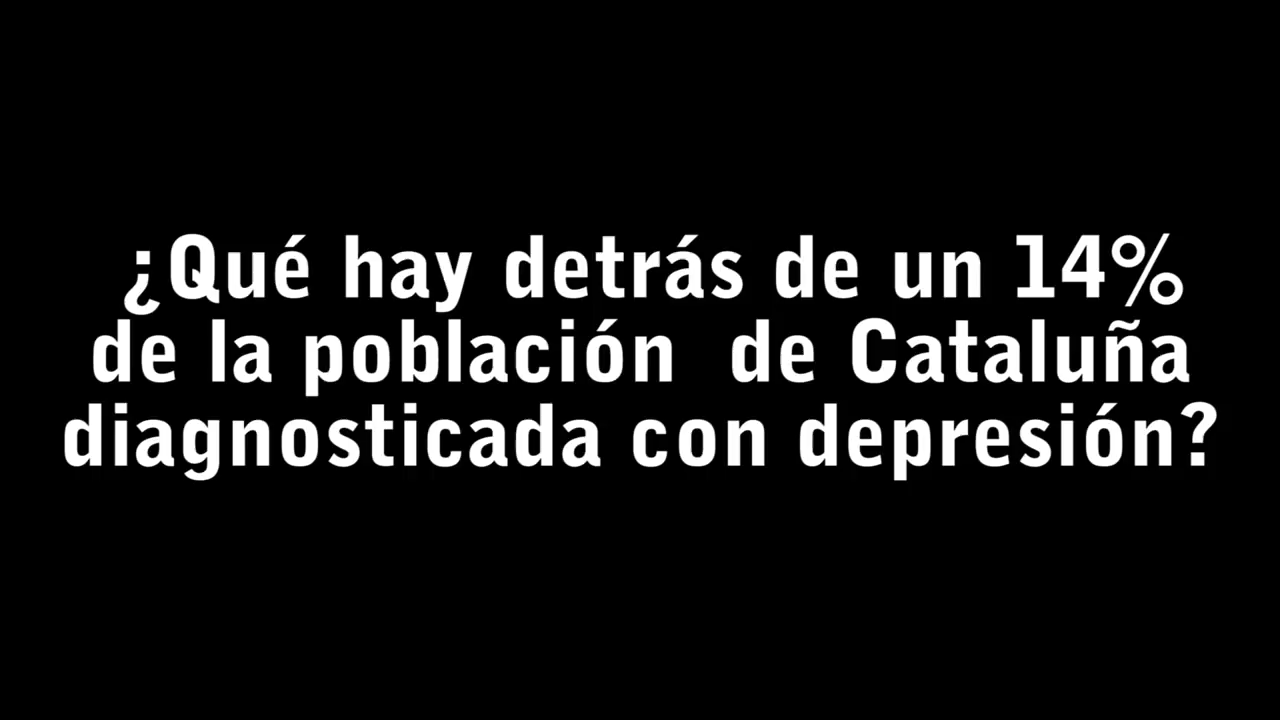 ¿Qué hay detrás de un 14%
de la población de Cataluña
diagnosticada con depresión?